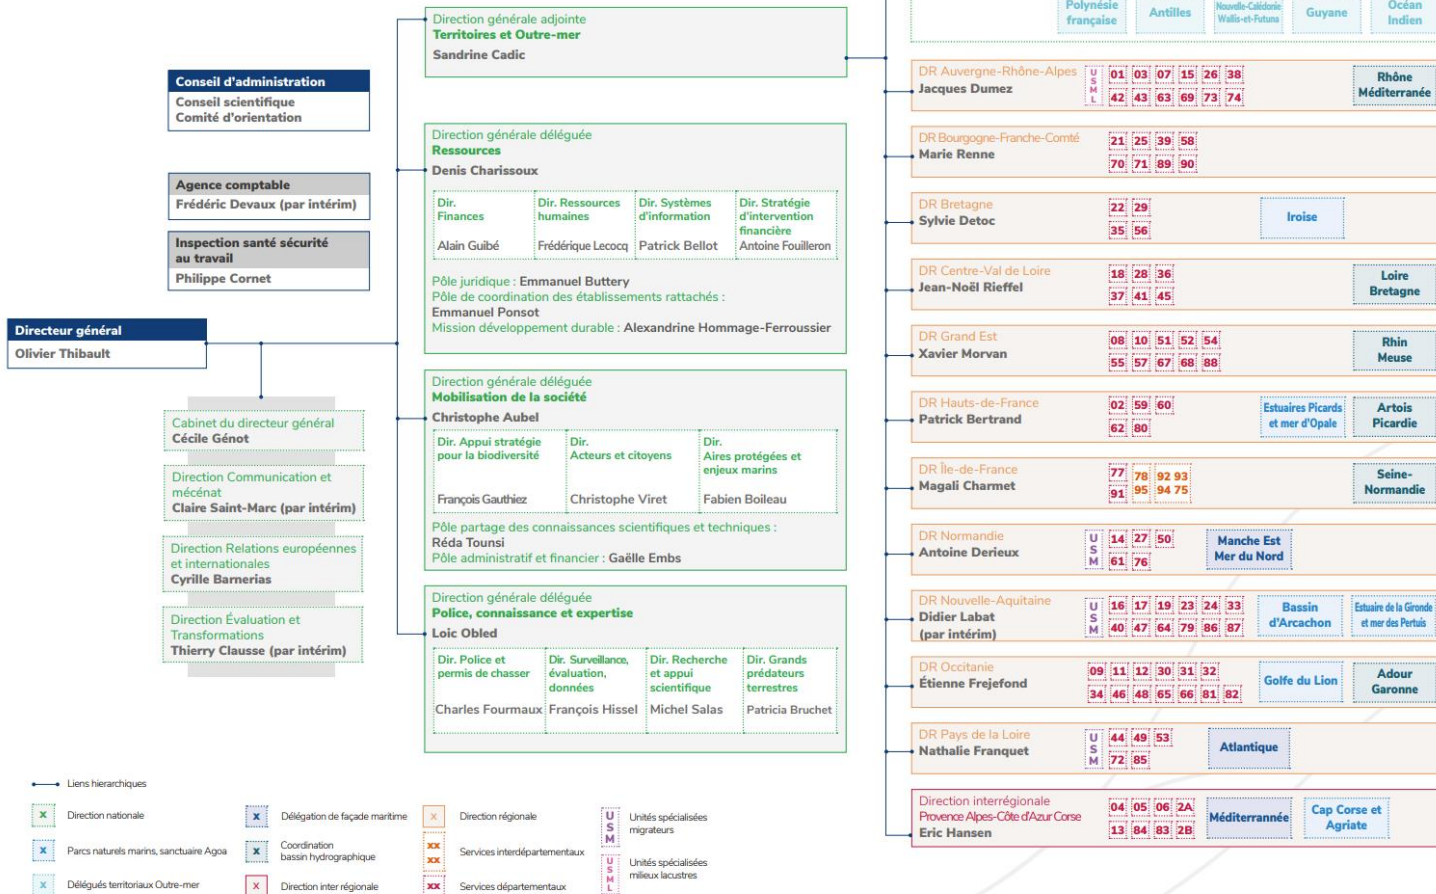 Conseil d'administration
Conseil scientifique
Comité d'orientation
Agence comptable
Frédéric Devaux (par intérim)
Inspection santé sécurité
au travail
Philippe Cornet
Directeur général
Olivier Thibault
Cabinet du directeur général
Cécile Génot
Direction Communication et
mécénat
Claire Saint-Marc (par intérim)
Direction Relations européennes
et internationales
Cyrille Barnerias
Direction Évaluation et
Transformations
Thierry Clausse (par intérim)
Direction générale adjointe
Territoires et Outre-mer
Sandrine Cadic
Direction générale déléguée
Ressources
Denis Charissoux
Dir.
Finances
Alain Guibé
Dir. Ressources
humaines
Frédérique Lecocq
Dir. Systèmes
d'information
Patrick Bellot
Dir. Stratégie
d'intervention
financière
Antoine Fouilleron
Pôle juridique : Emmanuel Buttery
Pôle de coordination des établissements rattachés :
Emmanuel Ponsot
Mission développement durable : Alexandrine Hommage-Ferroussier
Direction générale déléguée
Mobilisation de la société
Christophe Aubel
Dir. Appui stratégie
pour la biodiversité
François Gauthiez
Dir.
Acteurs et citoyens
Christophe Viret
Dir.
Aires protégées et
enjeux marins
Fabien Boileau
Pôle partage des connaissances scientifiques et techniques :
Réda Tounsi
Pôle administratif et financier : Gaëlle Embs
Direction générale déléguée
Police, connaissance et expertise
Loic Obled
Dir. Police et
permis de chasser
Charles Fourmaux
Dir. Surveillance,
évaluation,
données
François Hissel
Dir. Recherche
et appui
scientifique
Michel Salas
Dir. Grands
prédateurs
terrestres
Patricia Bruchet
Polynésie
française
Antilles
Nouvelle-Calédonie
Wallis-et-Futuna
Guyane
Océan
Indien
DR Auvergne-Rhône-Alpes
Jacques Dumez
USML
01 03 07 15 26 38
42 43 63 69 73 74
Rhône
Méditerranée
DR Bourgogne-Franche-Comté
Marie Renne
21 25 39 58
70 71 89 90
DR Bretagne
Sylvie Detoc
22 29
35 56
Iroise
DR Centre-Val de Loire
Jean-Noël Rieffel
18 28 36
37 41 45
Loire
Bretagne
DR Grand Est
Xavier Morvan
08 10 51 52 54
55 57 67 68 88
Rhin
Meuse
DR Hauts-de-France
Patrick Bertrand
02 59 60
62 80
Estuaires Picards
et mer d'Opale
Artois
Picardie
DR Île-de-France
Magali Charmet
77 78 92 93
91 95 94 75
Seine-
Normandie
DR Normandie
Antoine Derieux
USM
14 27 50
61 76
Manche Est
Mer du Nord
DR Nouvelle-Aquitaine
Didier Labat
(par intérim)
USM
16 17 19 23 24 33
40 47 64 79 86 87
Bassin
d'Arcachon
Estuaire de la Gironde
et mer des Pertuis
DR Occitanie
Étienne Frejefond
09 11 12 30 31 32
34 46 48 65 66 81 82
Golfe du Lion
Adour
Garonne
DR Pays de la Loire
Nathalie Franquet
USM
44 49 53
72 85
Atlantique
Direction interrégionale
Provence Alpes-Côte d'Azur Corse
Eric Hansen
04 05 06 2A
13 84 83 2B
Méditerrannée
Cap Corse et
Agriate
Liens hierarchiques
x Direction nationale
x Parcs naturels marins, sanctuaire Agoa
x Délégués territoriaux Outre-mer
x Délégation de façade maritime
x Coordination
bassin hydrographique
x Direction inter régionale
x Direction régionale
xx
xx
Services interdépartementaux
xx Services départementaux
USM
Unités spécialisées
migrateurs
USML
Unités spécialisées
milieux lacustres